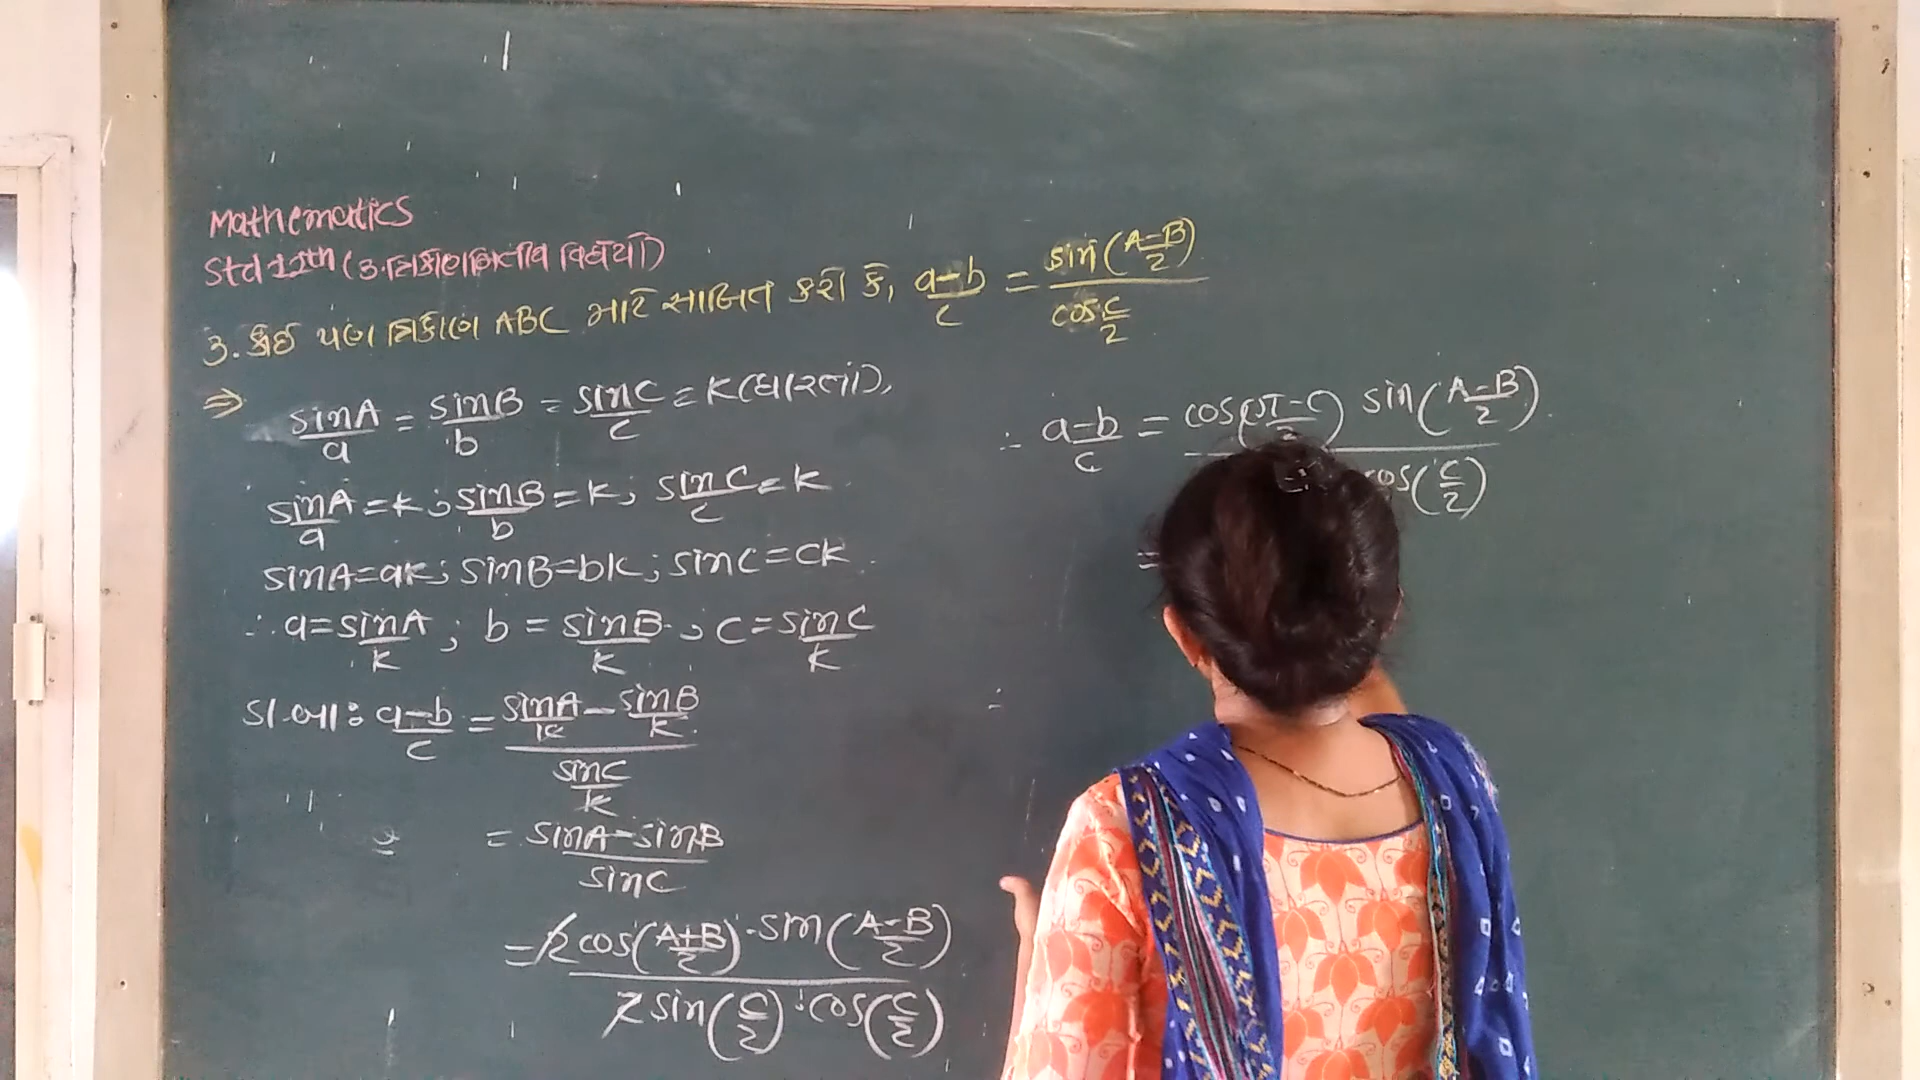 Mathematics
Std 11th (3.ત્રિકોણમિતીય વિધેયો)
3. કોઈ પણ ત્રિકોણ ABC માટે સાબિત કરો કે, a-b/c = sin(A-B/2)/cos C/2
⇒ sinA/a = sinB/b = sinC/c = K(ધારતાં),
sinA/a = k ; sinB/b = k ; sinC/c = k
sinA=ak ; sinB=bk ; sinC=ck
∴ a=sinA/k ; b = sinB/k ; c = sinC/k
ડા.બા : a-b/c = (sinA/k - sinB/k)/(sinC/k)
= sinA-sinB/sinC
= 2cos(A+B/2)·sin(A-B/2)/2sin(C/2)·cos(C/2)
∴ a-b/c = cos(π-C/2) sin(A-B/2)/cos(C/2)
=
∴